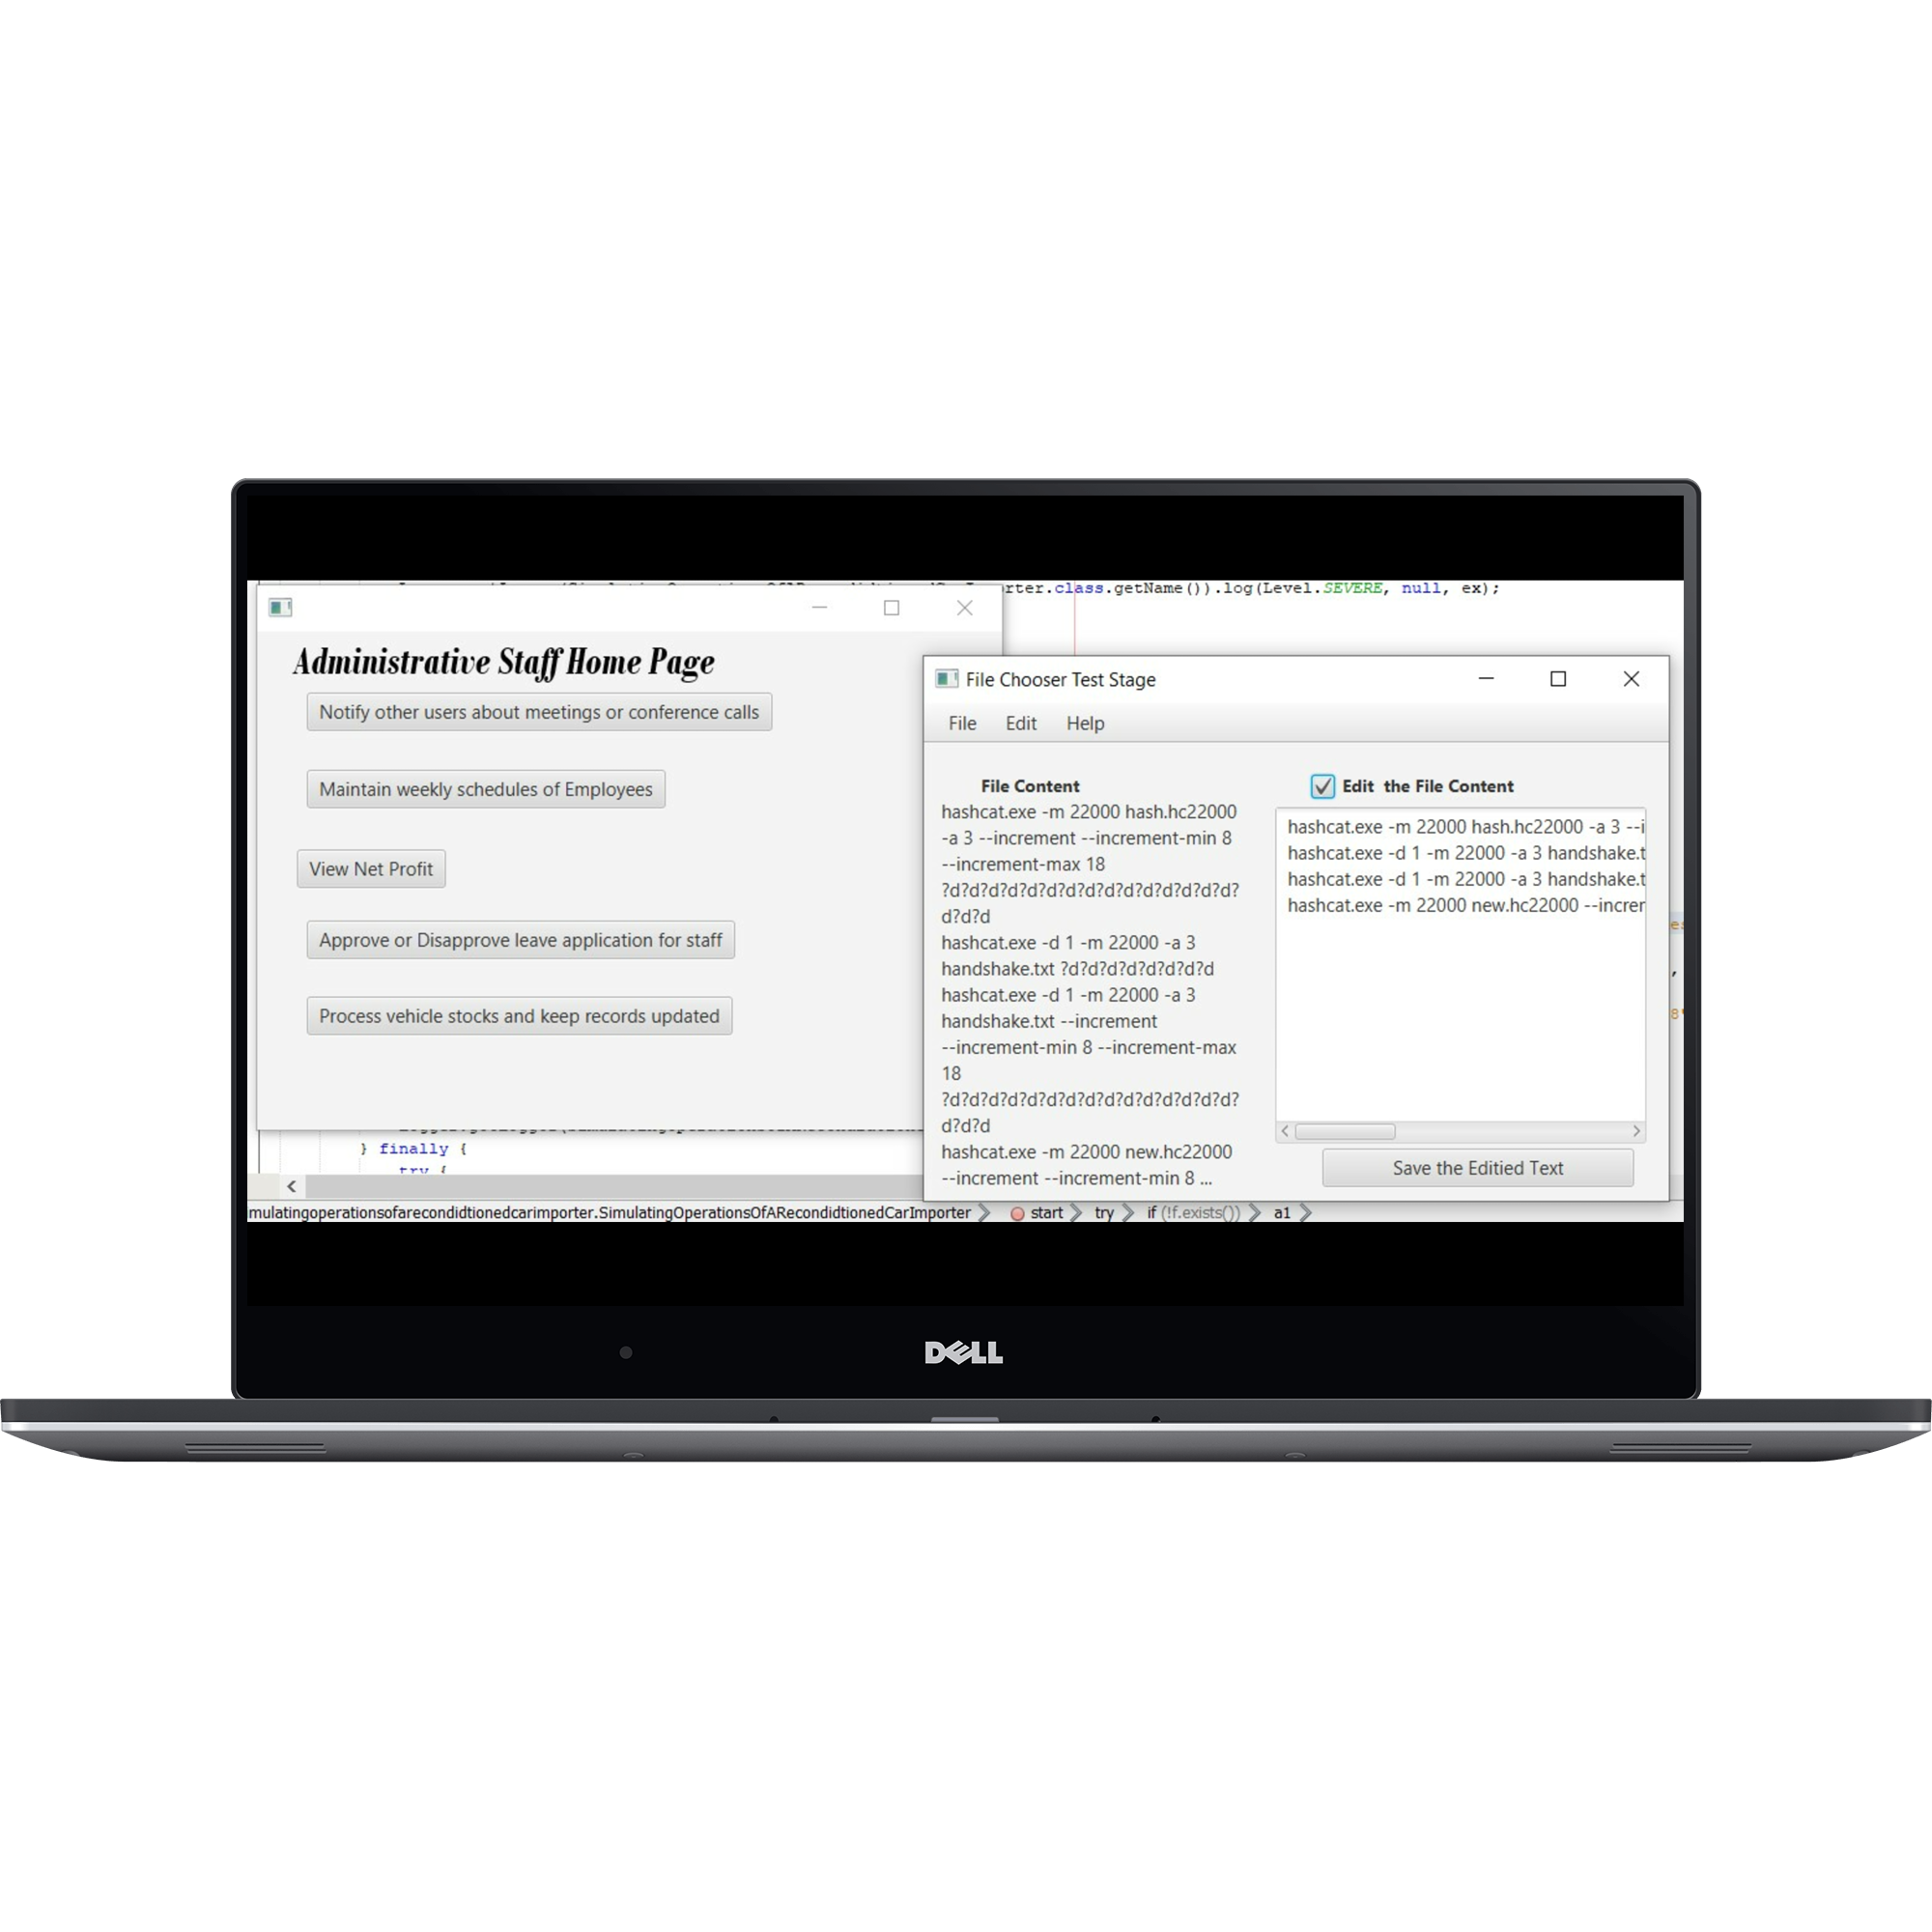 rter.class.getName()).log(Level.SEVERE, null, ex);
Administrative Staff Home Page
Notify other users about meetings or conference calls
Maintain weekly schedules of Employees
View Net Profit
Approve or Disapprove leave application for staff
Process vehicle stocks and keep records updated
File Chooser Test Stage
File Edit Help
File Content
hashcat.exe -m 22000 hash.hc22000
-a 3 --increment --increment-min 8
--increment-max 18
?d?d?d?d?d?d?d?d?d?d?d?d?d?d?d?
d?d?d
hashcat.exe -d 1 -m 22000 -a 3
handshake.txt ?d?d?d?d?d?d?d?d
hashcat.exe -d 1 -m 22000 -a 3
handshake.txt --increment
--increment-min 8 --increment-max
18
?d?d?d?d?d?d?d?d?d?d?d?d?d?d?d?
d?d?d
hashcat.exe -m 22000 new.hc22000
--increment --increment-min 8 ...
Edit the File Content
hashcat.exe -m 22000 hash.hc22000 -a 3 --i
hashcat.exe -d 1 -m 22000 -a 3 handshake.t
hashcat.exe -d 1 -m 22000 -a 3 handshake.t
hashcat.exe -m 22000 new.hc22000 --increr
Save the Editied Text
} finally {
try {
mulatingoperationsofarecondidtionedcarimporter.SimulatingOperationsOfARecondidtionedCarImporter
start
try
if (!f.exists())
a1
DELL